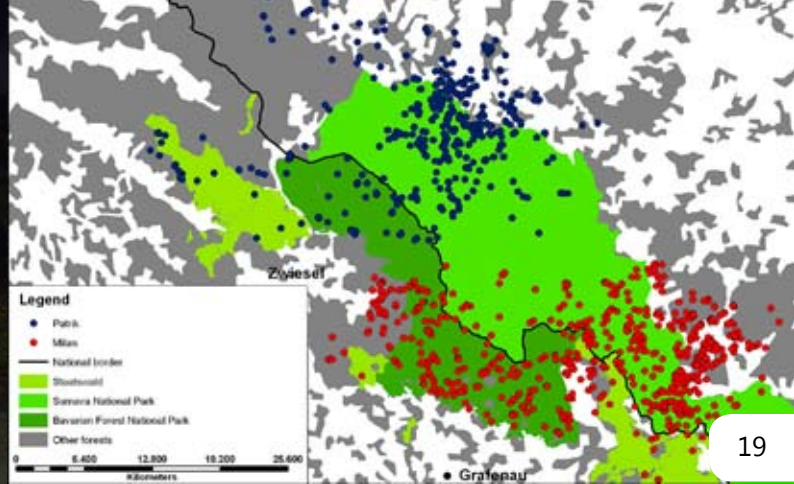 Zwiesel
Legend
Patrik
Milan
National border
Staatswald
Sumava National Park
Bavarian Forest National Park
Other forests
0 6.400 12.800 19.200 25.600
Kilometers
Grafenau
19